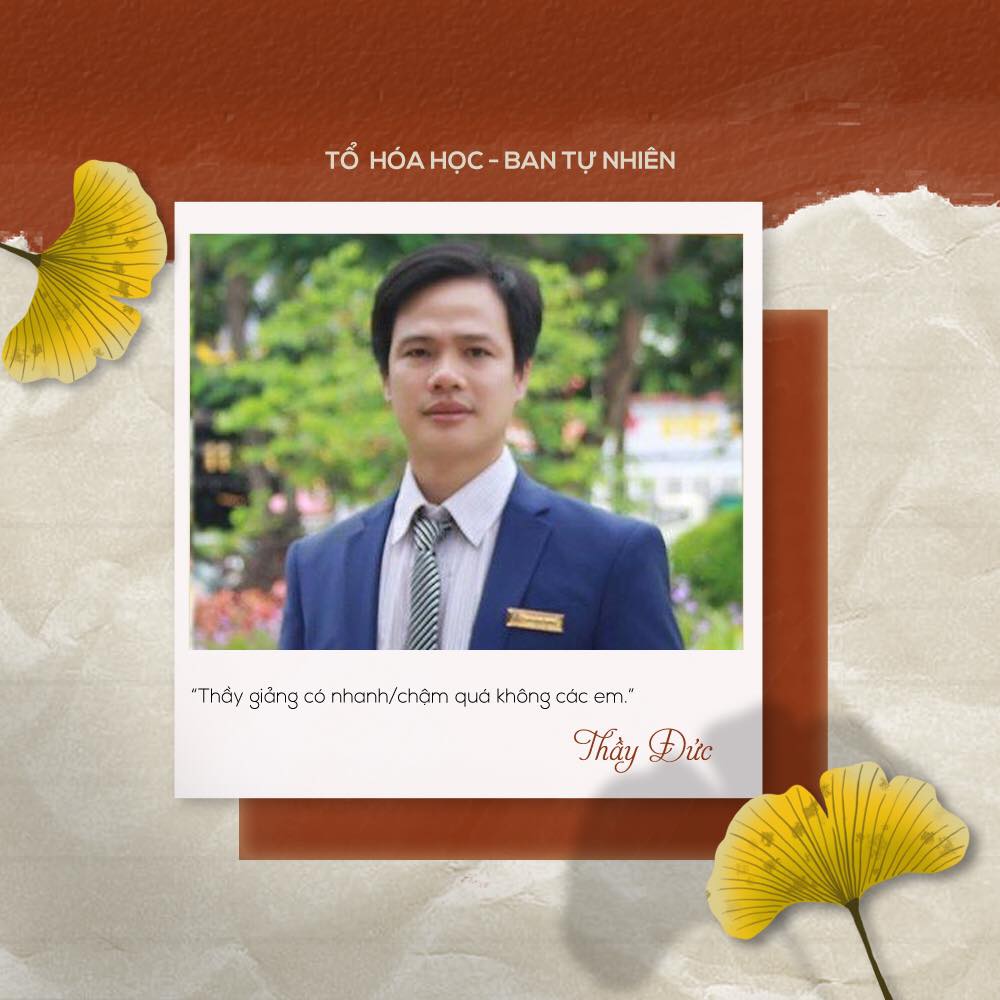 TỔ HÓA HỌC - BAN TỰ NHIÊN
“Thầy giảng có nhanh/chậm quá không các em.”
Thầy Đức